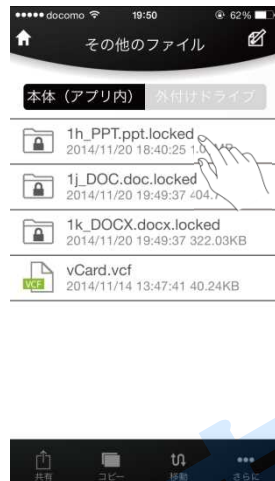 docomo 19:50 62%
その他のファイル
本体（アプリ内） 外付けドライブ
1h_PPT.ppt.locked
2014/11/20 18:40:25
1j_DOC.doc.locked
2014/11/20 19:49:37
1k_DOCX.docx.locked
2014/11/20 19:49:37 322.03KB
vCard.vcf
VCF
2014/11/14 13:47:41 40.24KB
共有 コピー 移動 さらに